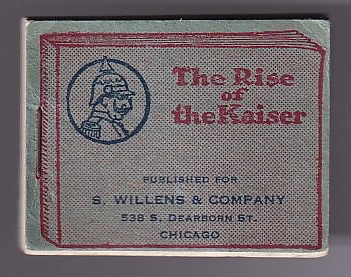 The Rise
of
the Kaiser
PUBLISHED FOR
S. WILLENS & COMPANY
538 S. DEARBORN ST.
CHICAGO